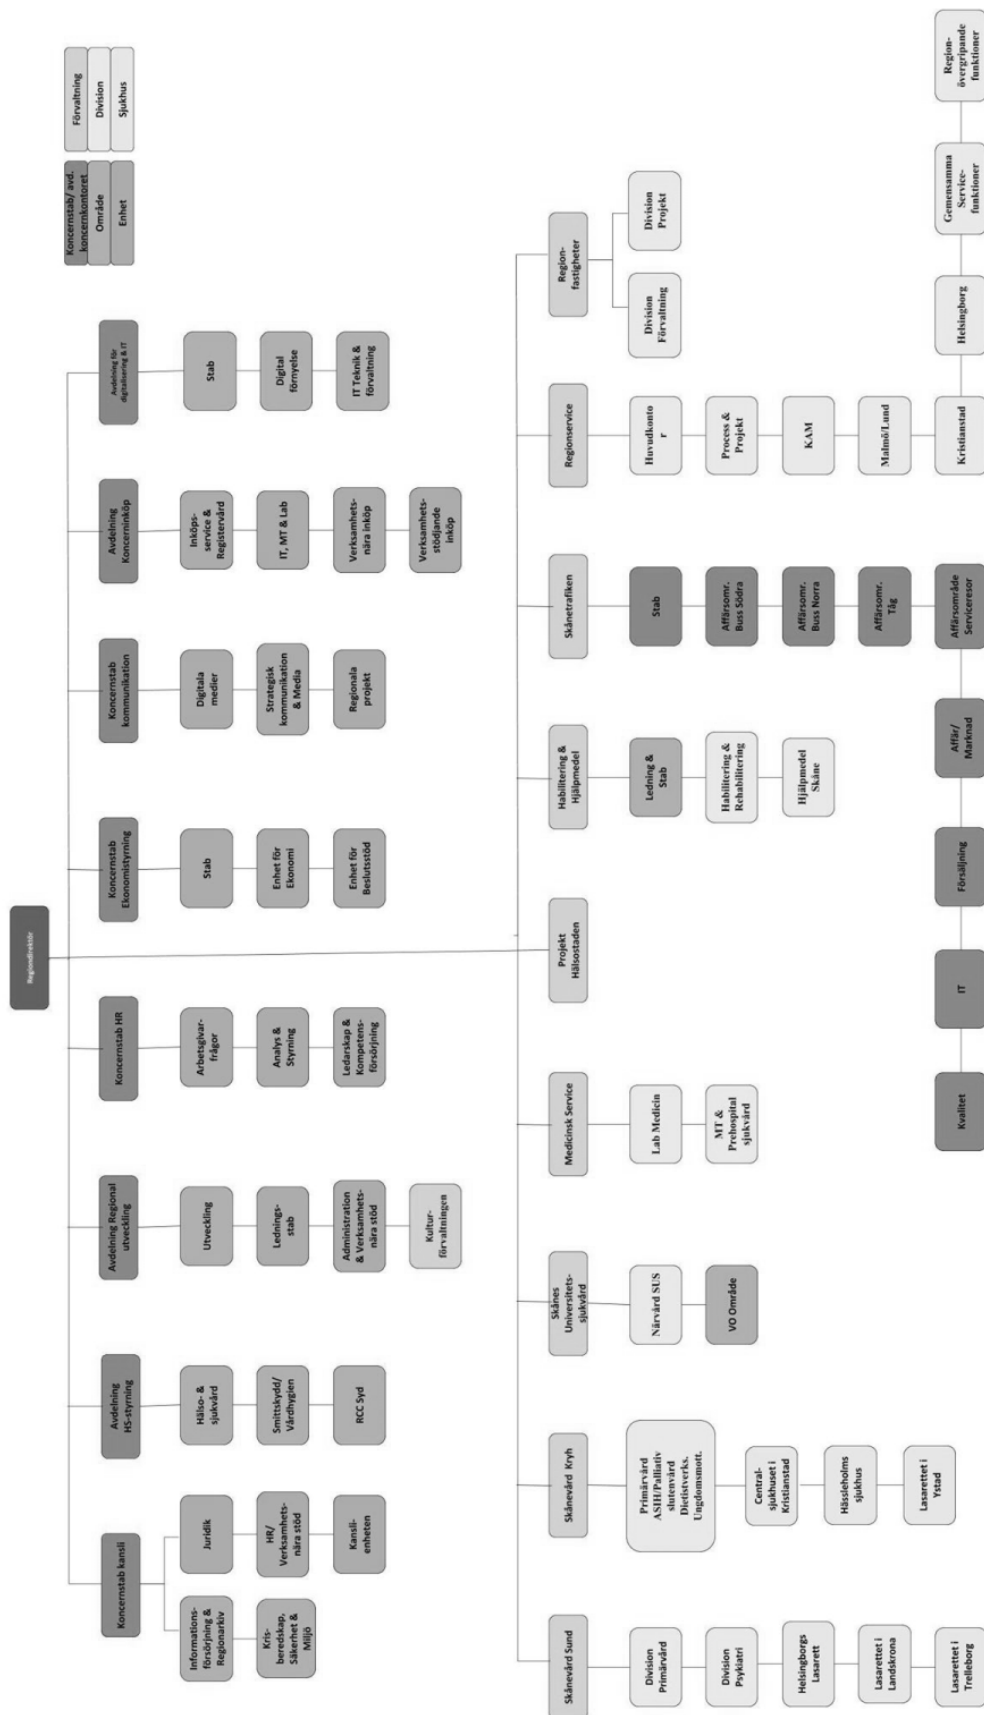 Regiondirektör
Koncernstab/ avd.
koncernkontoret
Område
Enhet
Förvaltning
Division
Sjukhus
Koncernstab kansli
Informations-
försörjning &
Regionarkiv
Kris-
beredskap,
Säkerhet &
Miljö
Juridik
HR/
Verksamhets-
nära stöd
Kansli-
enheten
Avdelning
HS-styrning
Hälso- &
sjukvård
Smittskydd/
Vårdhygien
RCC Syd
Avdelning Regional
utveckling
Utveckling
Lednings-
stab
Administration
& Verksamhets-
nära stöd
Kultur-
förvaltningen
Koncernstab HR
Arbetsgivar-
frågor
Analys &
Styrning
Ledarskap &
Kompetens-
försörjning
Koncernstab
Ekonomistyrning
Stab
Enhet för
Ekonomi
Enhet för
Beslutsstöd
Koncernstab
kommunikation
Digitala
medier
Strategisk
kommunikation
& Media
Regionala
projekt
Avdelning
Koncerninköp
Inköps-
service &
Registervård
IT, MT & Lab
Verksamhets-
nära inköp
Verksamhets-
stödjande
inköp
Avdelning för
digitalisering & IT
Stab
Digital
förnyelse
IT Teknik &
förvaltning
Skånevård Sund
Division
Primärvård
Division
Psykiatri
Helsingborgs
Lasarett
Lasarettet i
Landskrona
Lasarettet i
Trelleborg
Skånevård Kryh
Primärvård
ASIH/Palliativ
slutenvård
Dietistverks.
Ungdomsmott.
Central-
sjukhuset i
Kristianstad
Hässleholms
sjukhus
Lasarettet i
Ystad
Skånes
Universitets-
sjukvård
Närvård SUS
VO Område
Medicinsk Service
Lab Medicin
MT &
Prehospital
sjukvård
Projekt
Hälsostaden
Habilitering &
Hjälpmedel
Ledning &
Stab
Habilitering &
Rehabilitering
Hjälpmedel
Skåne
Skånetrafiken
Stab
Affärsomr.
Buss Södra
Affärsomr.
Buss Norra
Affärsomr.
Tåg
Affärsområde
Serviceresor
Affär/
Marknad
Försäljning
IT
Kvalitet
Regionservice
Huvudkonto
r
Process &
Projekt
KAM
Malmö/Lund
Kristianstad
Helsingborg
Gemensamma
Service-
funktioner
Region-
övergripande
funktioner
Region-
fastigheter
Division
Förvaltning
Division
Projekt